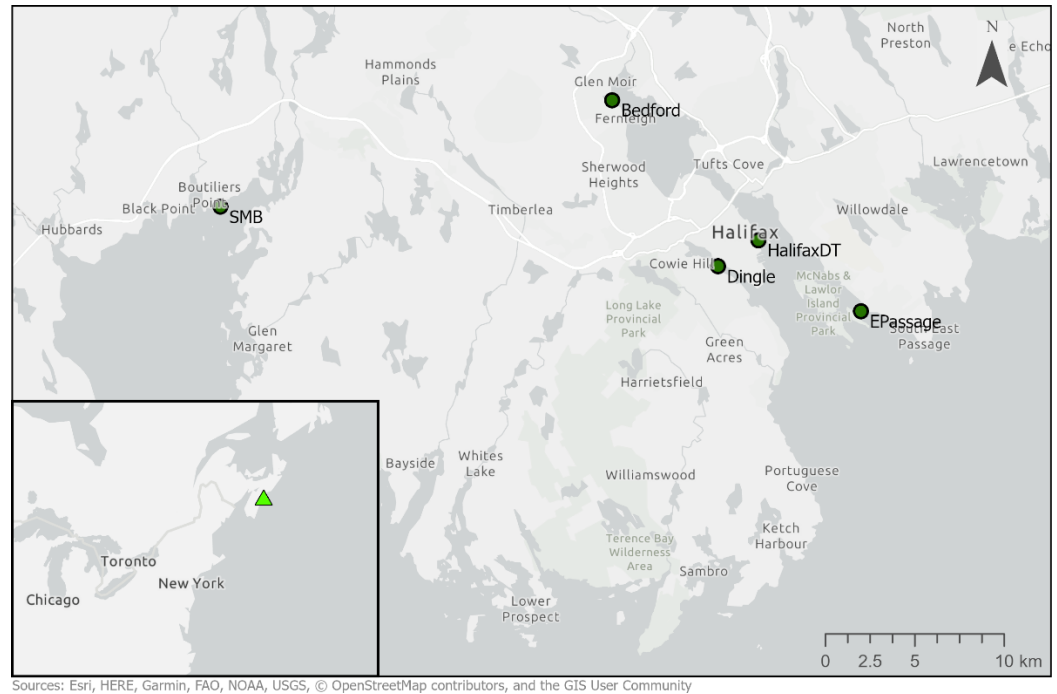 North
Preston
N
e Echo
Hammonds
Plains
Glen Moir
Bedford
Fernleigh
Tufts Cove
Lawrencetown
Sherwood
Heights
Boutiliers
Point
Black Point
SMB
Timberlea
Willowdale
Hubbards
Halifax
HalifaxDT
Cowie Hill
Dingle
McNabs &
Lawlor
Island
Provincial
Park
Long Lake
Provincial
Park
EPassage
South East
Passage
Glen
Margaret
Green
Acres
Harrietsfield
Bayside
Whites
Lake
Williamswood
Portuguese
Cove
Ketch
Harbour
Terence Bay
Wilderness
Area
Sambro
Lower
Prospect
Toronto
New York
Chicago
0 2.5 5 10 km
Sources: Esri, HERE, Garmin, FAO, NOAA, USGS, © OpenStreetMap contributors, and the GIS User Community